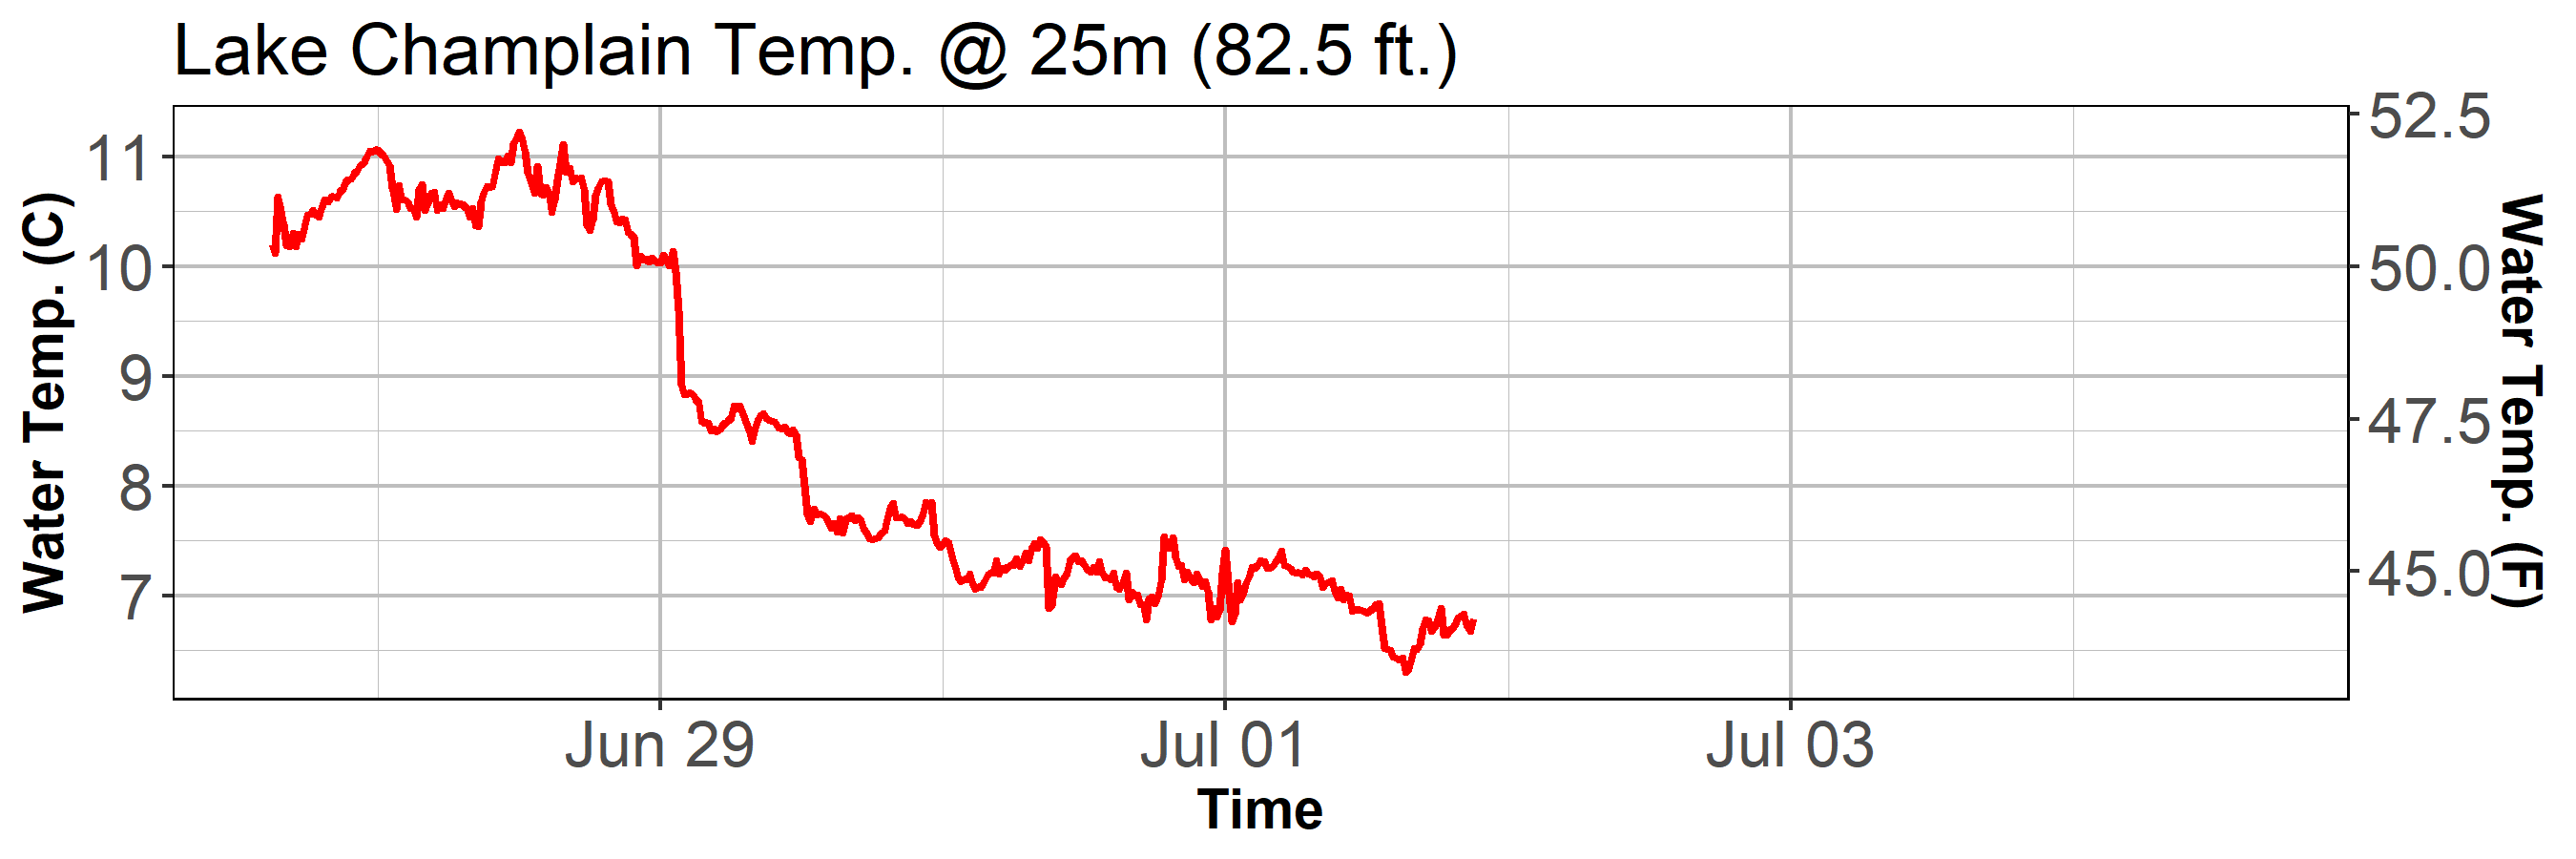 Lake Champlain Temp. @ 25m (82.5 ft.)
Water Temp. (C)
11
10
9
8
7
52.5
50.0
47.5
45.0
Water Temp. (F)
Jun 29
Jul 01
Jul 03
Time